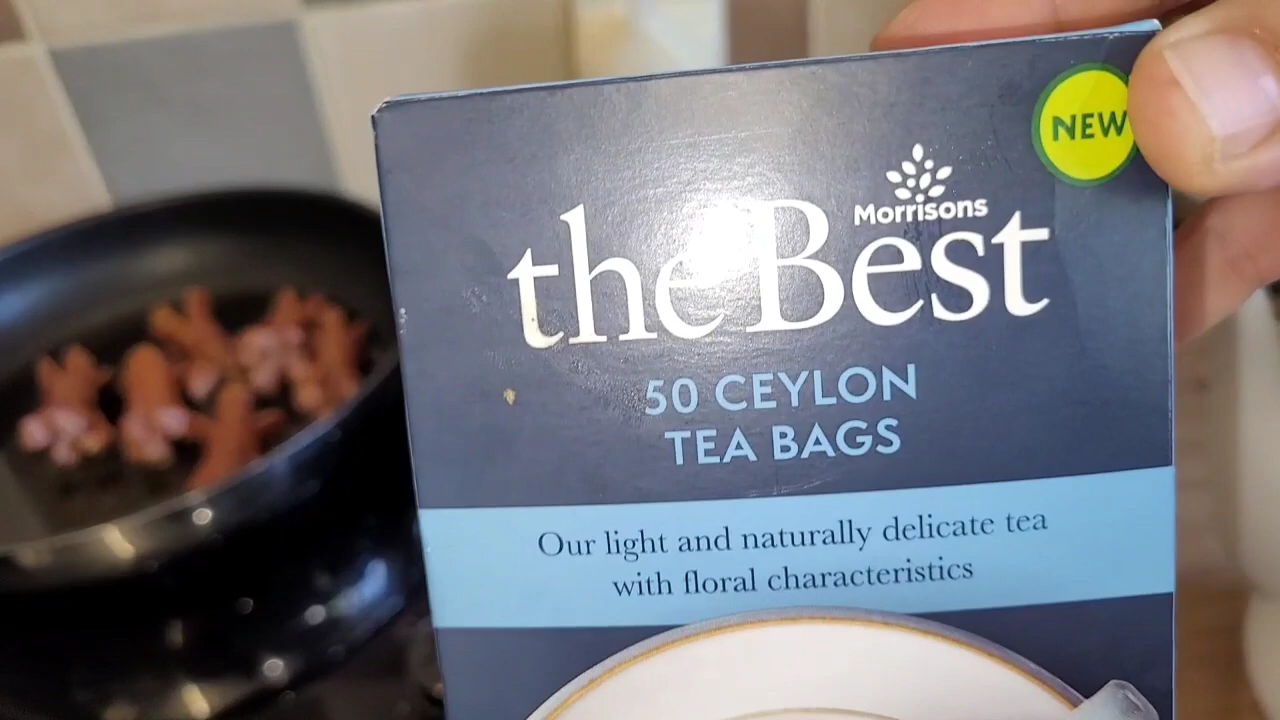 NEW
Morrisons
the Best
50 CEYLON
TEA BAGS
Our light and naturally delicate tea
with floral characteristics